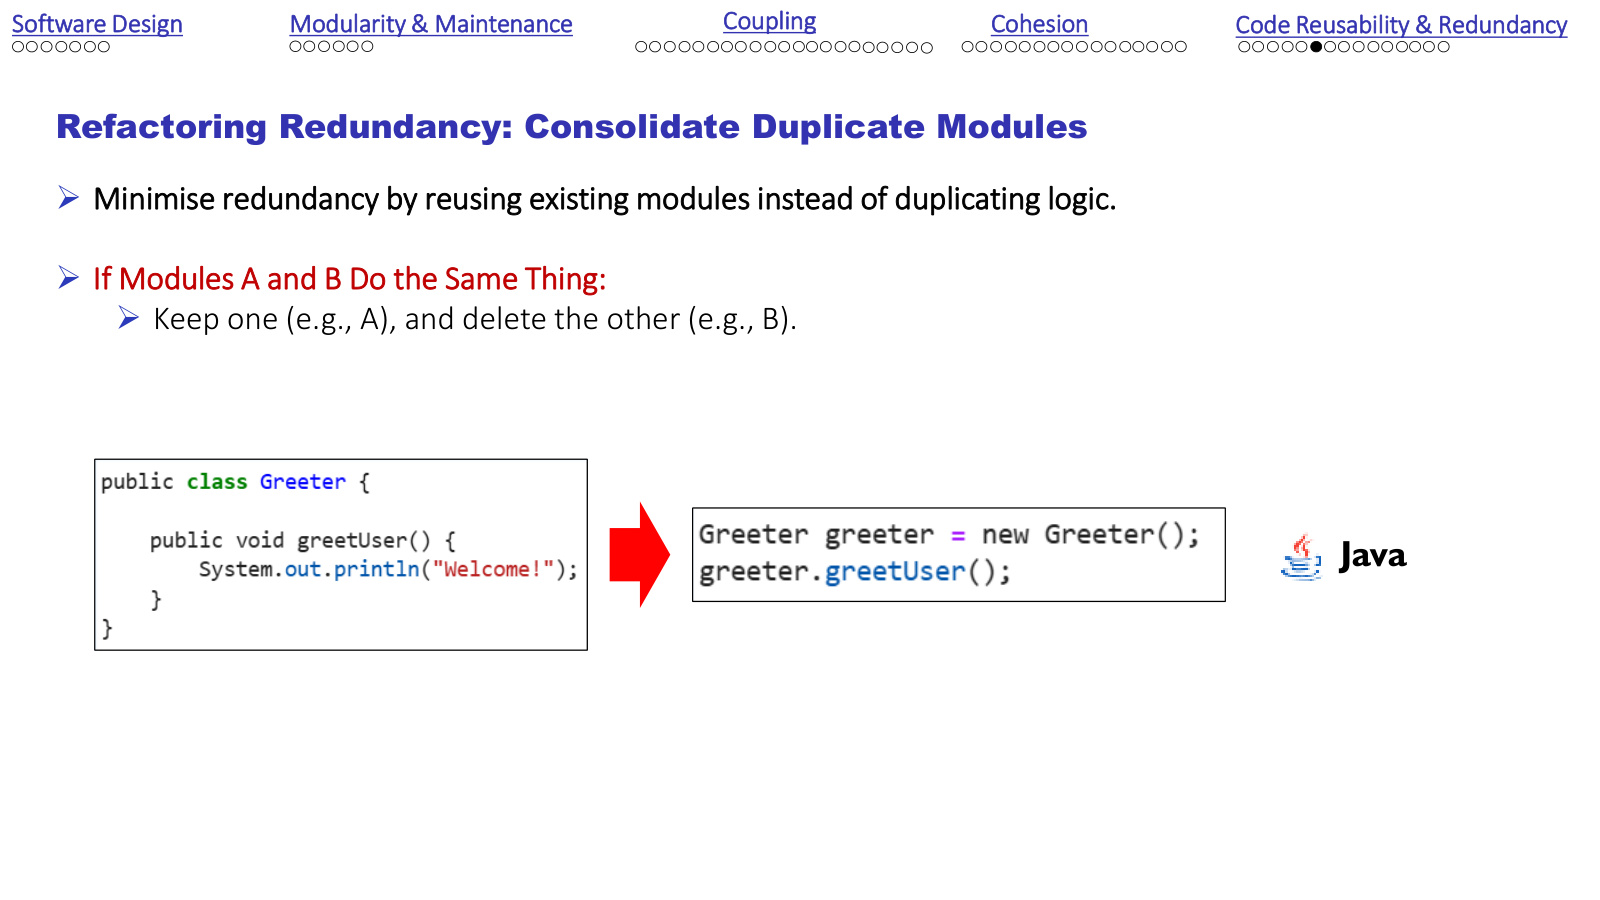 Software Design
Modularity & Maintenance
Coupling
Cohesion
Code Reusability & Redundancy
Refactoring Redundancy: Consolidate Duplicate Modules
Minimise redundancy by reusing existing modules instead of duplicating logic.
If Modules A and B Do the Same Thing:
Keep one (e.g., A), and delete the other (e.g., B).
public class Greeter {
public void greetUser() {
System.out.println("Welcome!");
}
}
Greeter greeter = new Greeter();
greeter.greetUser();
Java